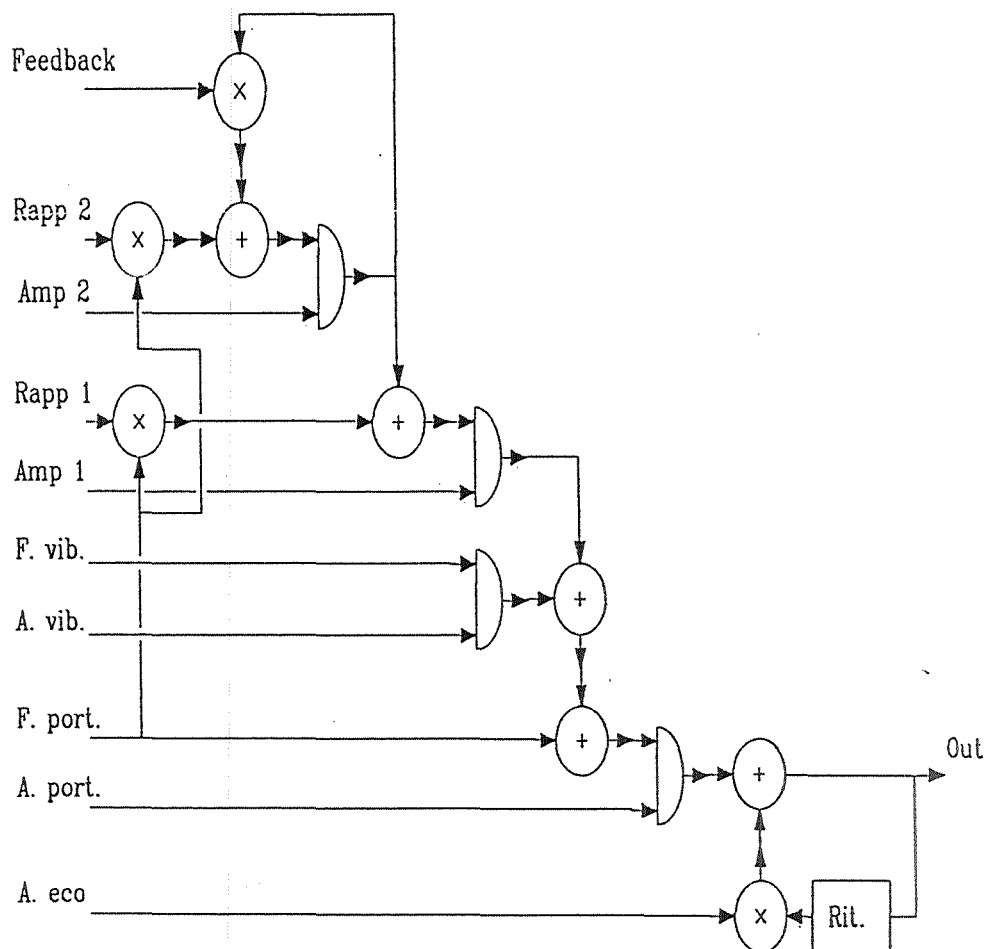 Feedback
x
Rapp 2
x
+
Amp 2
Rapp 1
x
+
Amp 1
F. vib.
+
A. vib.
F. port.
+
Out
+
A. port.
A. eco
x
Rit.